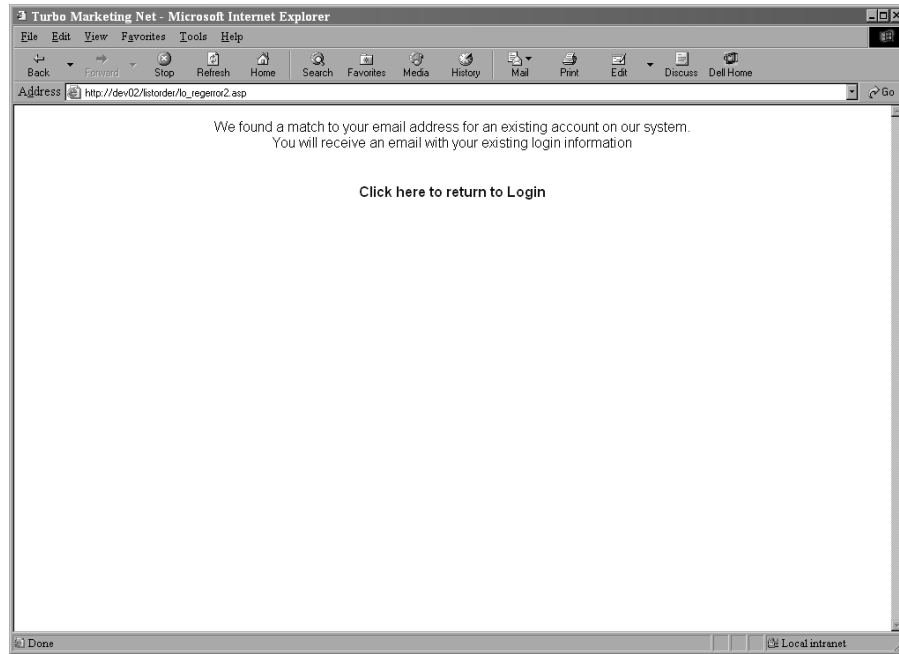 Turbo Marketing Net - Microsoft Internet Explorer
File Edit View Favorites Tools Help
Back Forward Stop Refresh Home Search Favorites Media History Mail Print Edit Discuss Dell Home
Address http://dev02/listorder/lo_regerror2.asp Go
We found a match to your email address for an existing account on our system.
You will receive an email with your existing login information
Click here to return to Login
Done Local intranet